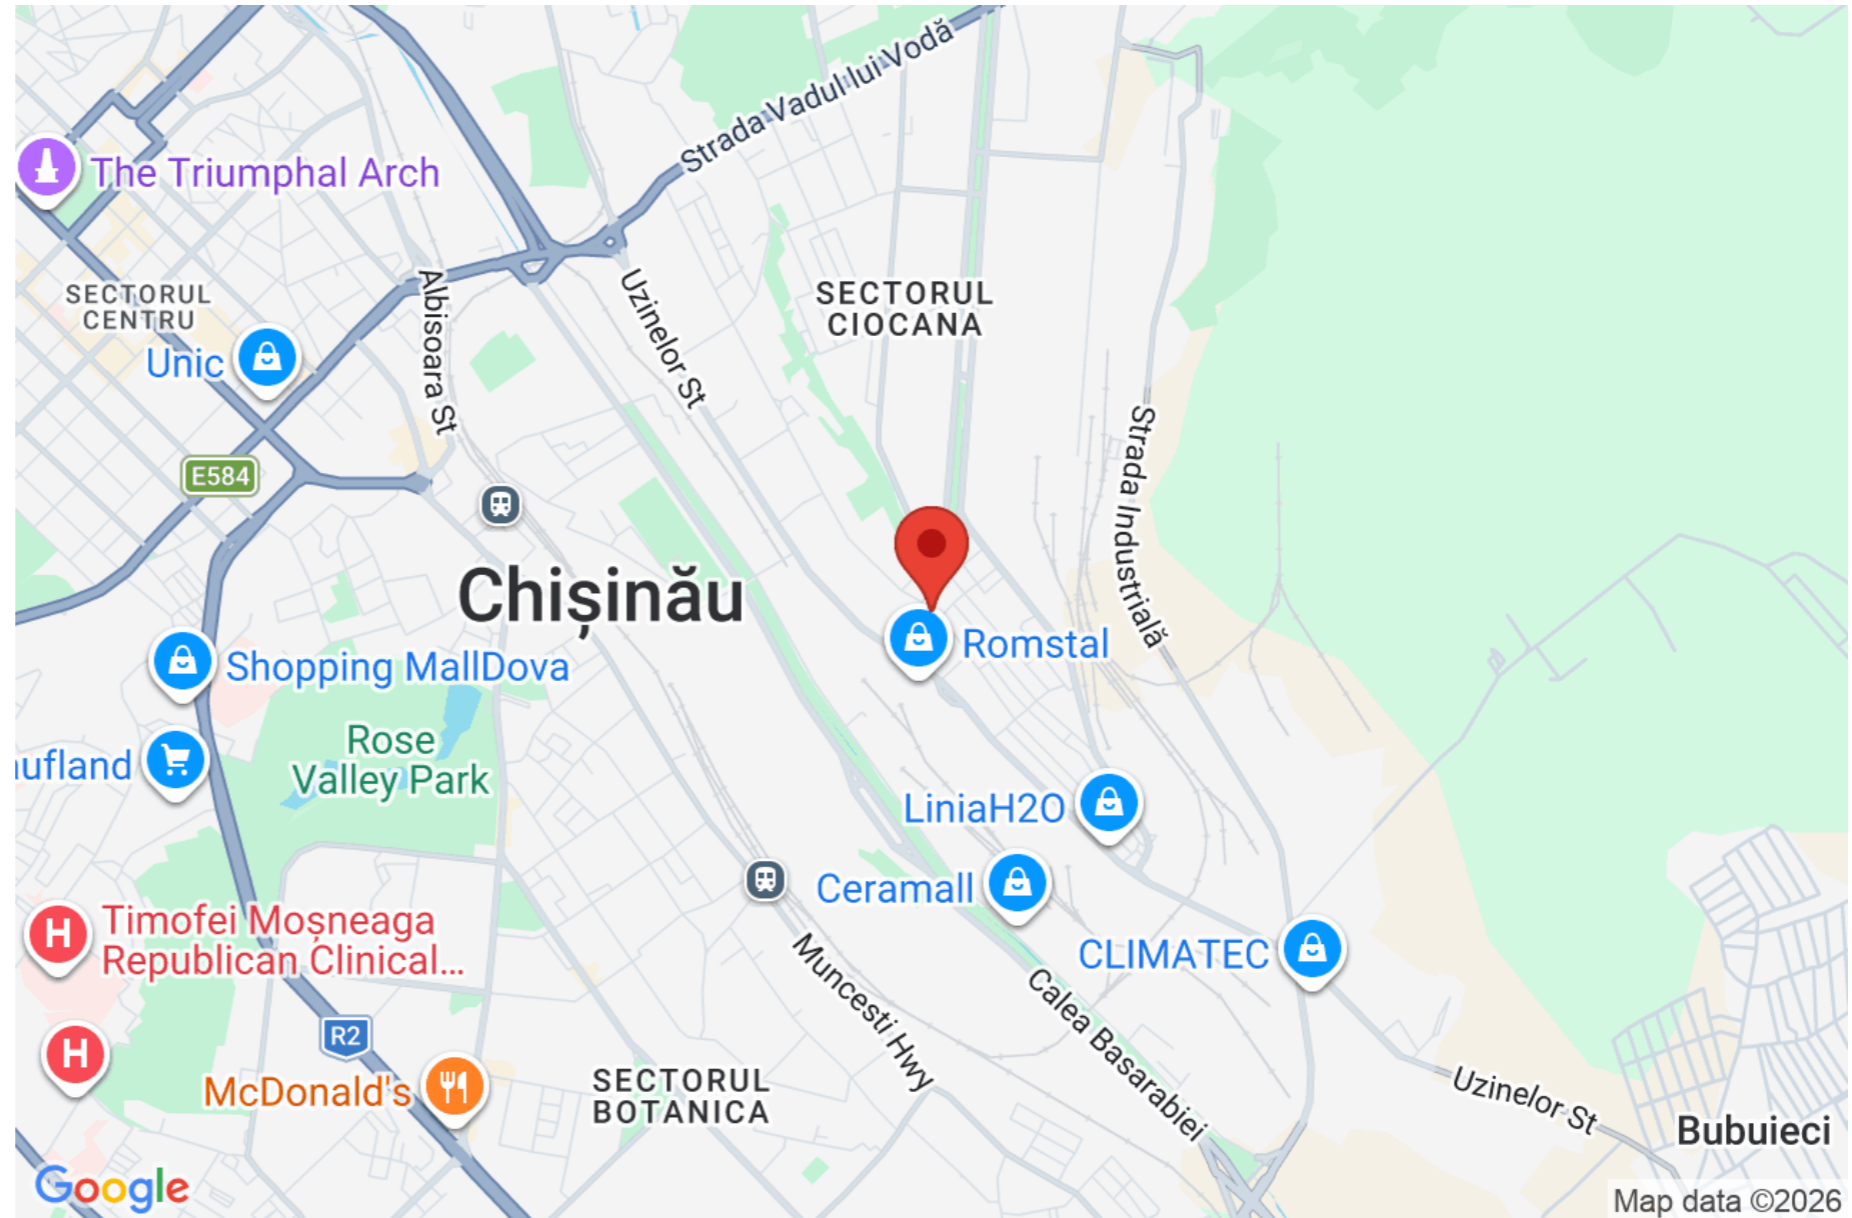 Strada Vadul lui Vodă
The Triumphal Arch
SECTORUL
CENTRU
Albisoara St
Uzinelor St
SECTORUL
CIOCANA
Unic
E584
Strada Industrială
Chișinău
Romstal
Shopping MallDova
Rose
Valley Park
ufland
LiniaH2O
Ceramall
Timofei Moșneaga
Republican Clinical...
CLIMATEC
Muncesti Hwy
Calea Basarabiei
R2
McDonald's
SECTORUL
BOTANICA
Uzinelor St
Bubuieci
Google
Map data ©2026